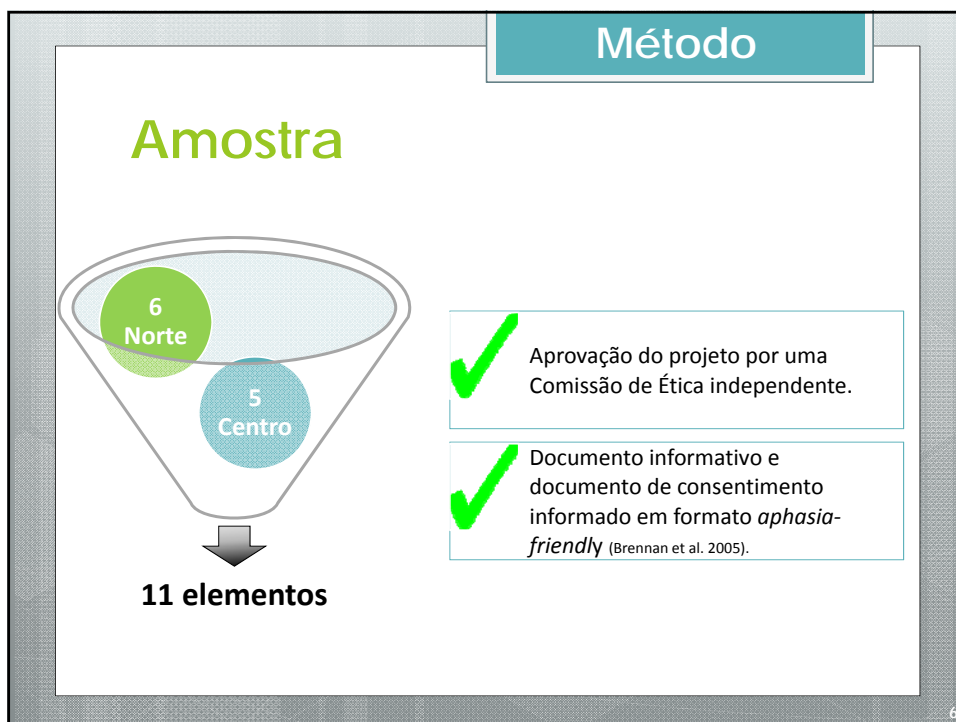 Método
Amostra
6
Norte
5
Centro
11 elementos
Aprovação do projeto por uma
Comissão de Ética independente.
Documento informativo e
documento de consentimento
informado em formato aphasia-
friendly (Brennan et al. 2005).
6